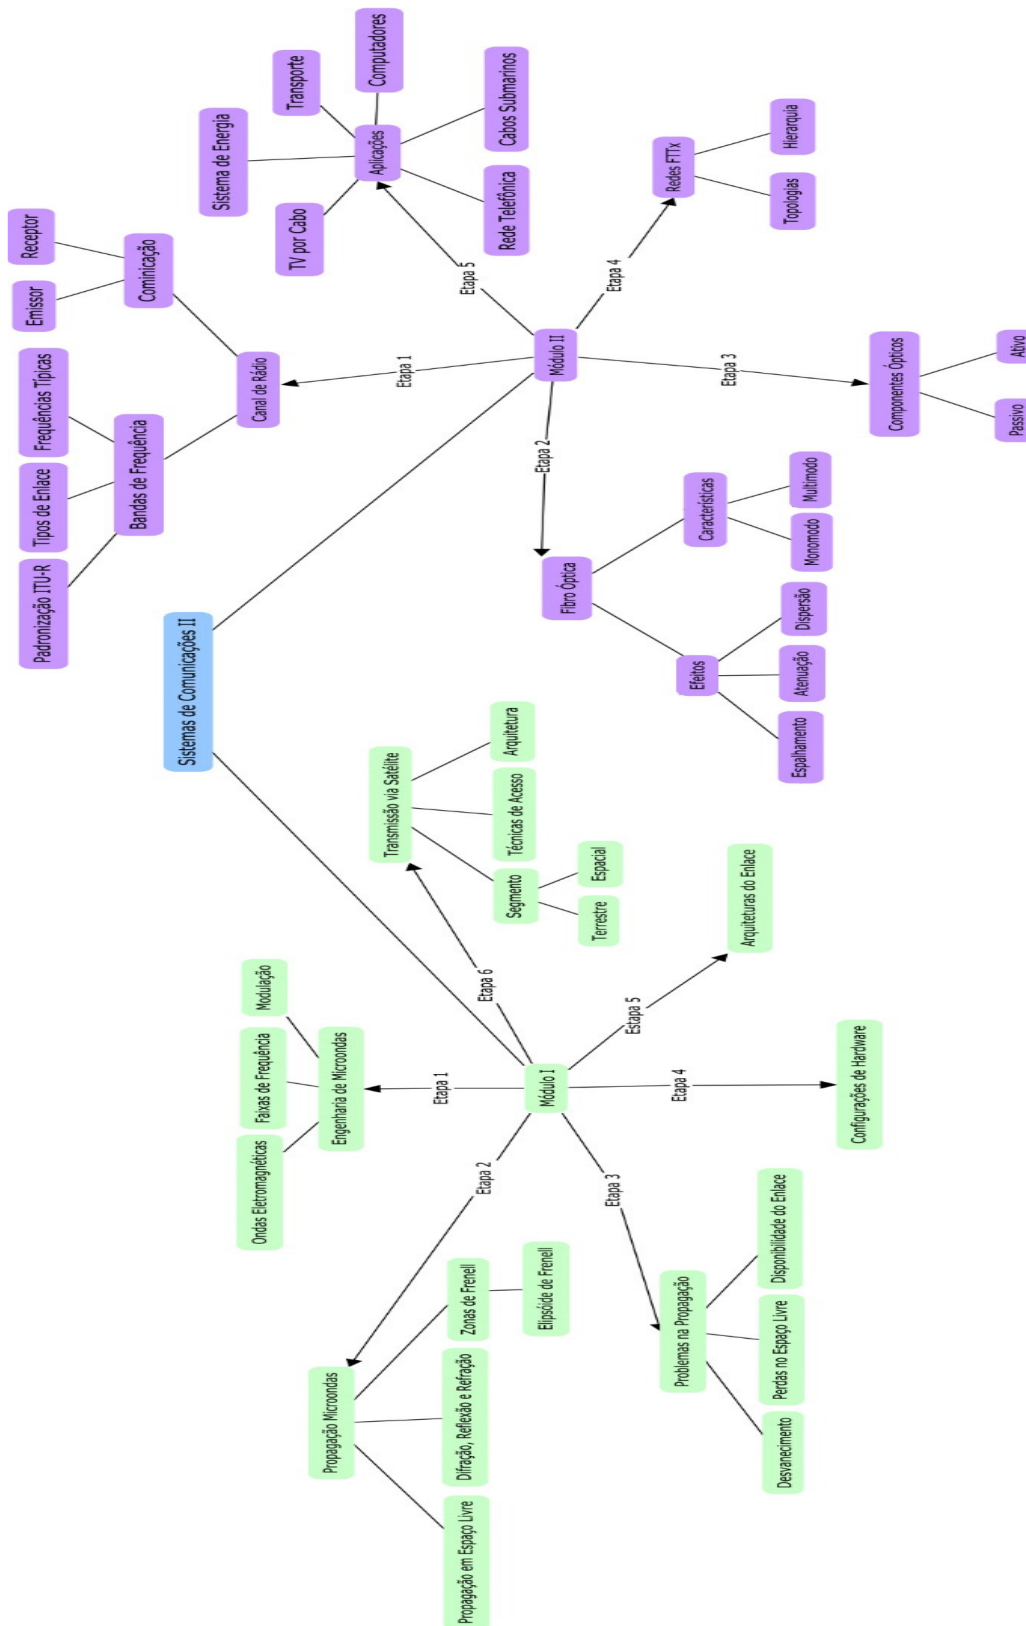 Sistemas de Comunicações II
Módulo I
Etapa 1
Engenharia de Microondas
Ondas Eletromagnéticas
Faixas de Frequência
Modulação
Etapa 2
Propagação Microondas
Propagação em Espaço Livre
Difração, Reflexão e Refração
Zonas de Frenell
Elipsóide de Frenell
Etapa 3
Problemas na Propagação
Desvanecimento
Perdas no Espaço Livre
Disponibilidade do Enlace
Etapa 4
Configurações de Hardware
Estapa 5
Arquiteturas do Enlace
Etapa 6
Transmissão via Satélite
Segmento
Terrestre
Espacial
Técnicas de Acesso
Arquitetura
Módulo II
Etapa 1
Canal de Rádio
Bandas de Frequência
Padronização ITU-R
Tipos de Enlace
Frequências Típicas
Cominicação
Emissor
Receptor
Etapa 2
Fibro Óptica
Efeitos
Espalhamento
Atenuação
Dispersão
Características
Monomodo
Multimodo
Etapa 3
Componentes Ópticos
Passivo
Ativo
Etapa 4
Redes FTTx
Topologias
Hierarquia
Etapa 5
Aplicações
TV por Cabo
Sistema de Energia
Transporte
Computadores
Cabos Submarinos
Rede Telefônica